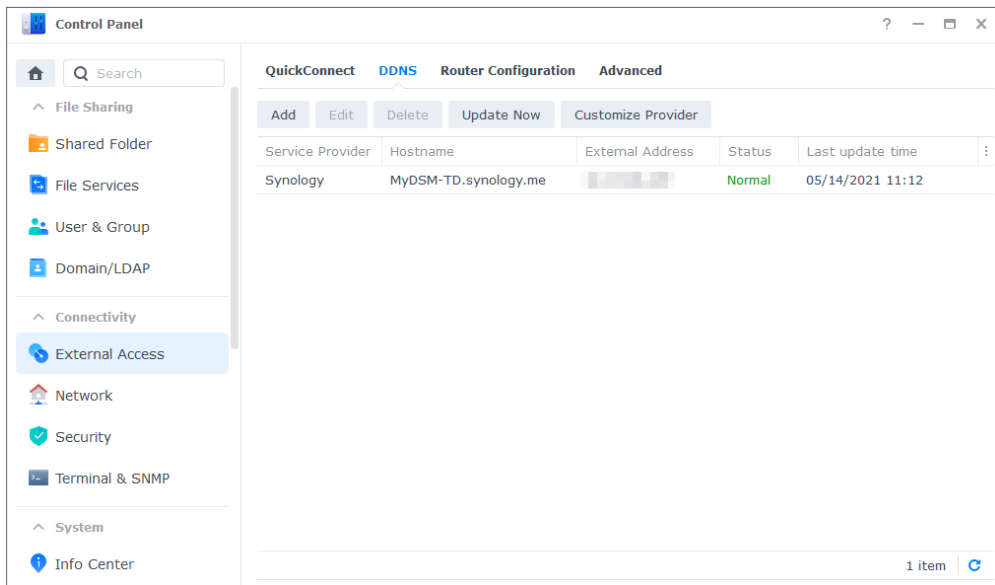 Control Panel
Search
File Sharing
Shared Folder
File Services
User & Group
Domain/LDAP
Connectivity
External Access
Network
Security
Terminal & SNMP
System
Info Center
QuickConnect DDNS Router Configuration Advanced
Add Edit Delete Update Now Customize Provider
Service Provider Hostname External Address Status Last update time
Synology MyDSM-TD.synology.me Normal 05/14/2021 11:12
1 item